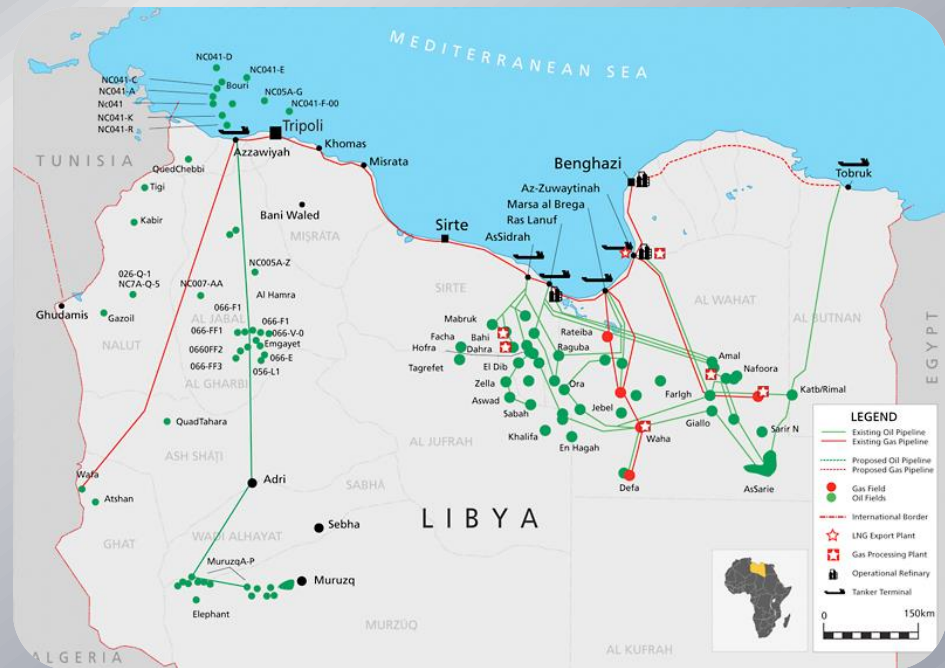 MEDITERRANEAN SEA
NC041-D
NC041-E
NC041-C
Bouri
NC041-A
NC05A-G
Nc041
NC041-F-00
NC041-K
NC041-R
Tripoli
TUNISIA
Azzawiyah
Khomas
Misrata
QuedChebbi
Tigi
Kabir
Bani Waled
MIŞRĀTA
Benghazi
Tobruk
Az-Zuwaytinah
Marsa al Brega
Ras Lanuf
Sirte
AsSidrah
026-Q-1
NC7A-Q-5
NC007-AA
NC005A-Z
Al Hamra
SIRTE
AL WAHAT
AL BUTNAN
EGYPT
Ghudamis
Gazoil
NALUT
AL JABAL
AL GHARBI
066-F1
066-F1
066-FF1
066-V-0
Emgayet
0660FF2
066-E
066-FF3
056-L1
Mabruk
Facha
Bahi
Hofra
Dahra
Tagrefet
El Dib
Zella
Aswad
Sabah
Khalifa
En Hagah
Rateiba
Raguba
Ora
Jebel
Farlgh
Waha
Defa
Amal
Nafoora
Katb/Rimal
Giallo
Sarir N
AsSarie
QuadTahara
ASH SHĀŢI
AL JUFRAH
Wafa
Atshan
Adri
SABHĀ
LIBYA
Sebha
GHAT
WADI ALHAYAT
MuruzqA-P
Muruzq
Elephant
MURZŪQ
AL KUFRAH
ALGERIA
LEGEND
Existing Oil Pipeline
Existing Gas Pipeline
Proposed Oil Pipeline
Proposed Gas Pipeline
Gas Field
Oil Fields
International Border
LNG Export Plant
Gas Processing Plant
Operational Refinary
Tanker Terminal
0 150km